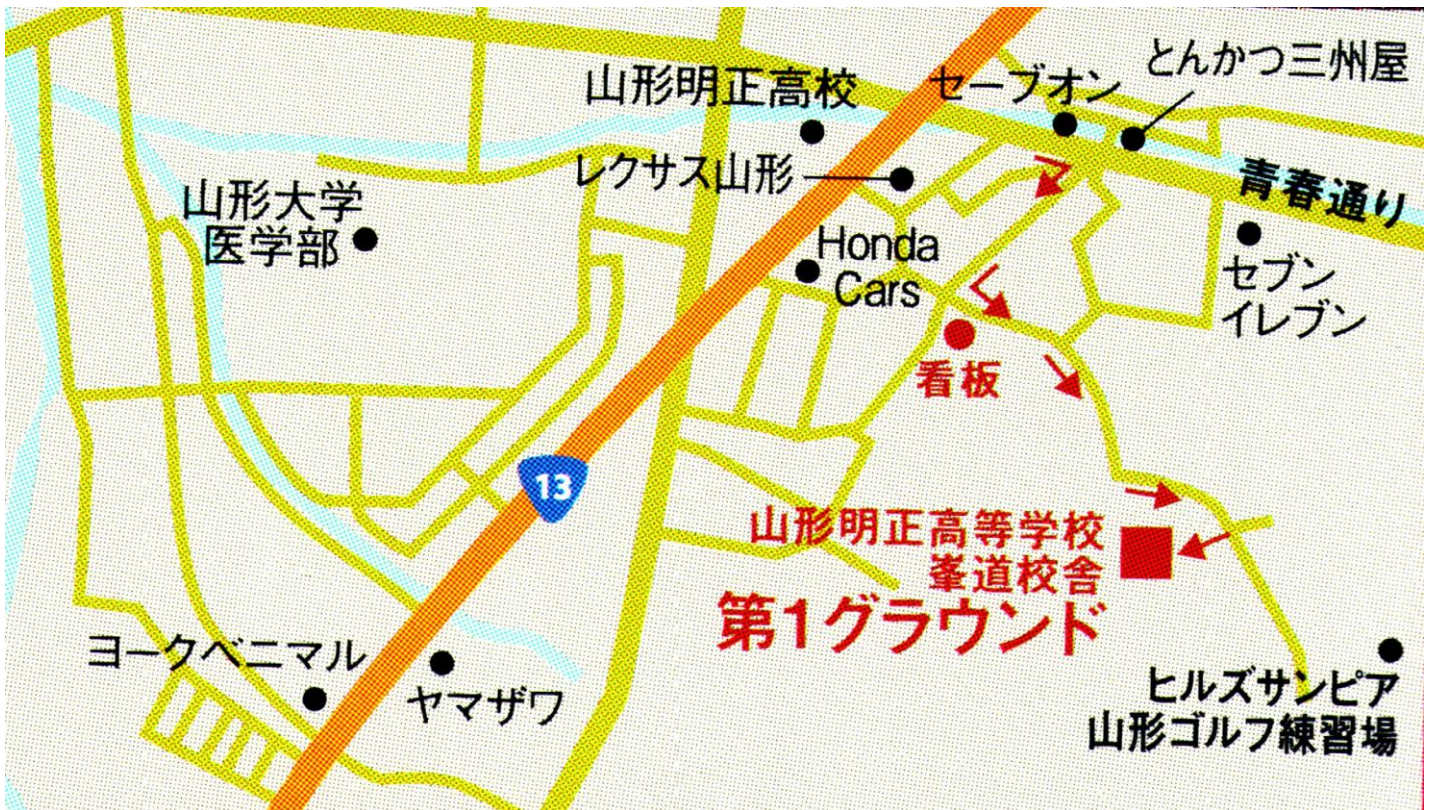 とんかつ三州屋
セーブオン
山形明正高校
レクサス山形
青春通り
山形大学
医学部
Honda
Cars
セブン
イレブン
看板
13
山形明正高等学校
峯道校舎
第1グラウンド
ヨークベニマル
ヤマザワ
ヒルズサンピア
山形ゴルフ練習場